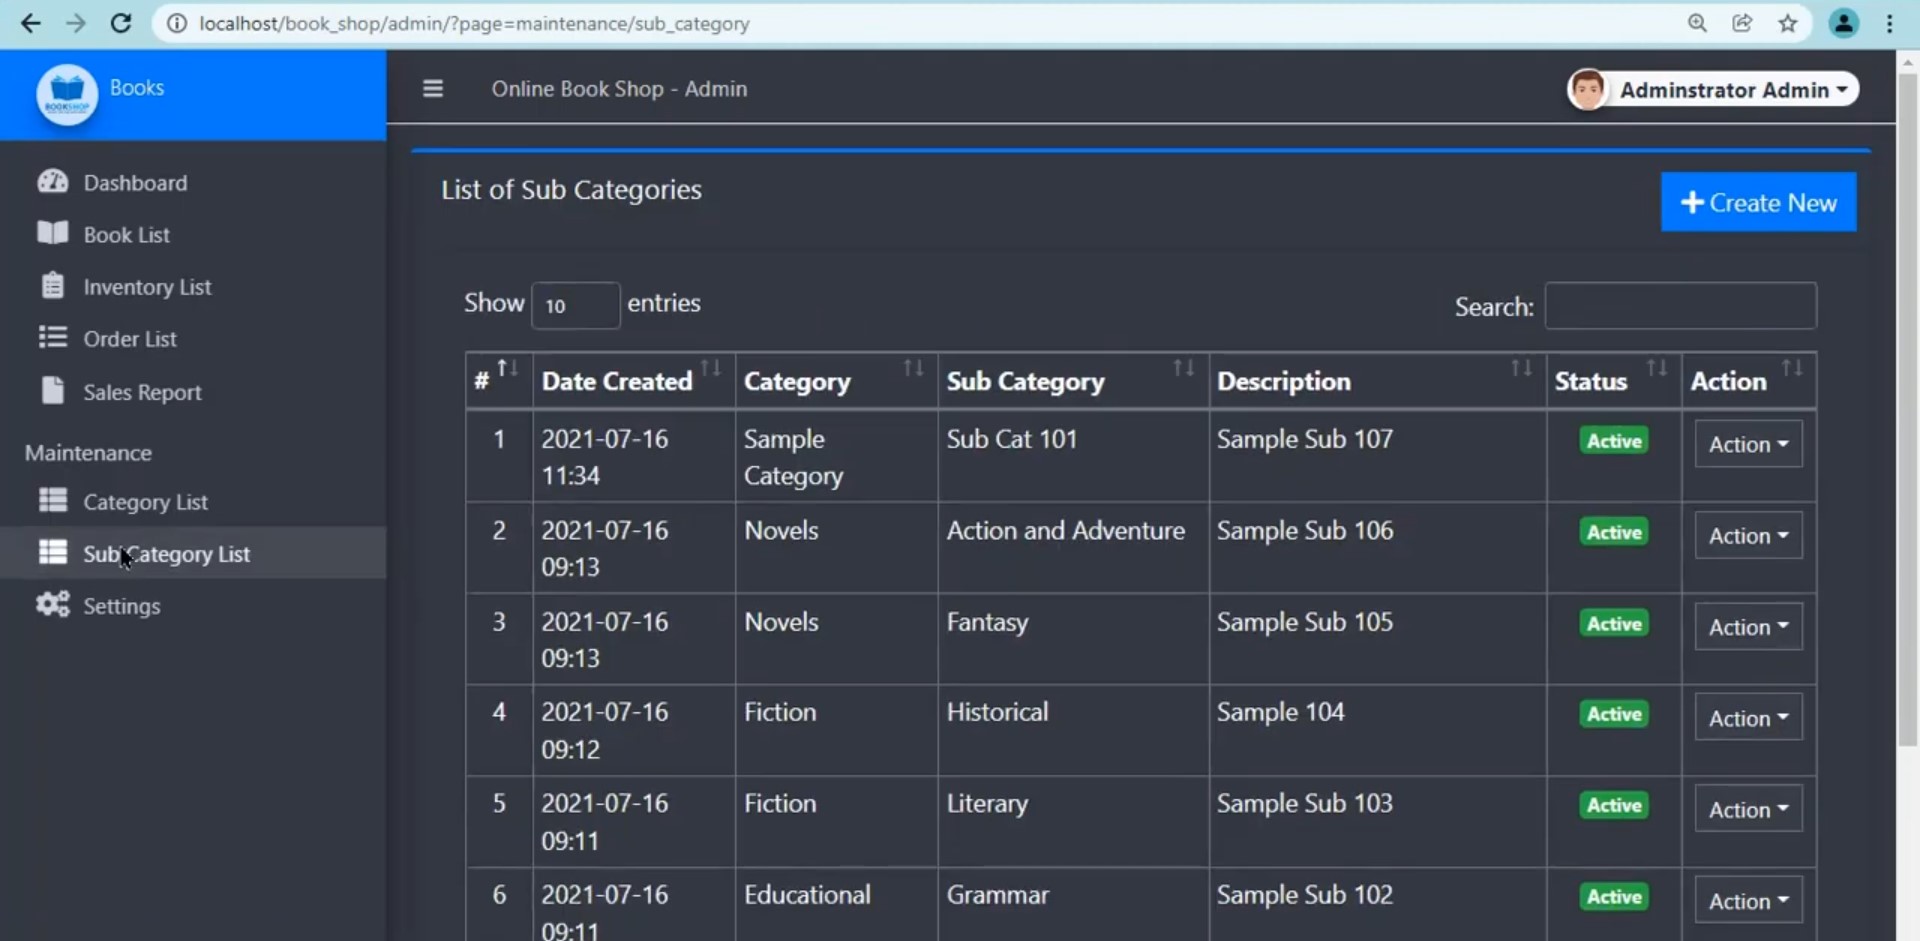 localhost/book_shop/admin/?page=maintenance/sub_category
BOOKSHOP
Books
Online Book Shop - Admin
Adminstrator Admin
Dashboard
Book List
Inventory List
Order List
Sales Report
Maintenance
Category List
Sub Category List
Settings
List of Sub Categories
Create New
Show 10 entries
Search:
# Date Created Category Sub Category Description Status Action
1 2021-07-16 11:34 Sample Category Sub Cat 101 Sample Sub 107 Active Action
2 2021-07-16 09:13 Novels Action and Adventure Sample Sub 106 Active Action
3 2021-07-16 09:13 Novels Fantasy Sample Sub 105 Active Action
4 2021-07-16 09:12 Fiction Historical Sample 104 Active Action
5 2021-07-16 09:11 Fiction Literary Sample Sub 103 Active Action
6 2021-07-16 09:11 Educational Grammar Sample Sub 102 Active Action